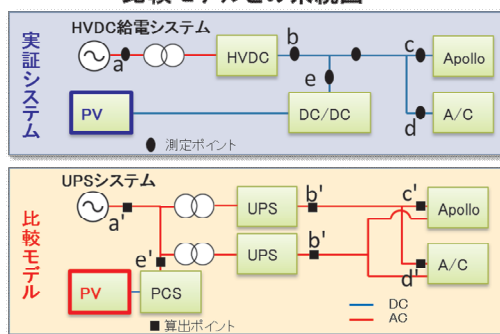 HVDC給電システム
実証システム
a
HVDC
b
c
Apollo
e
PV
DC/DC
d
A/C
測定ポイント
UPSシステム
比較モデル
a'
UPS
b'
c'
Apollo
e'
UPS
b'
d'
A/C
PV
PCS
算出ポイント
DC
AC